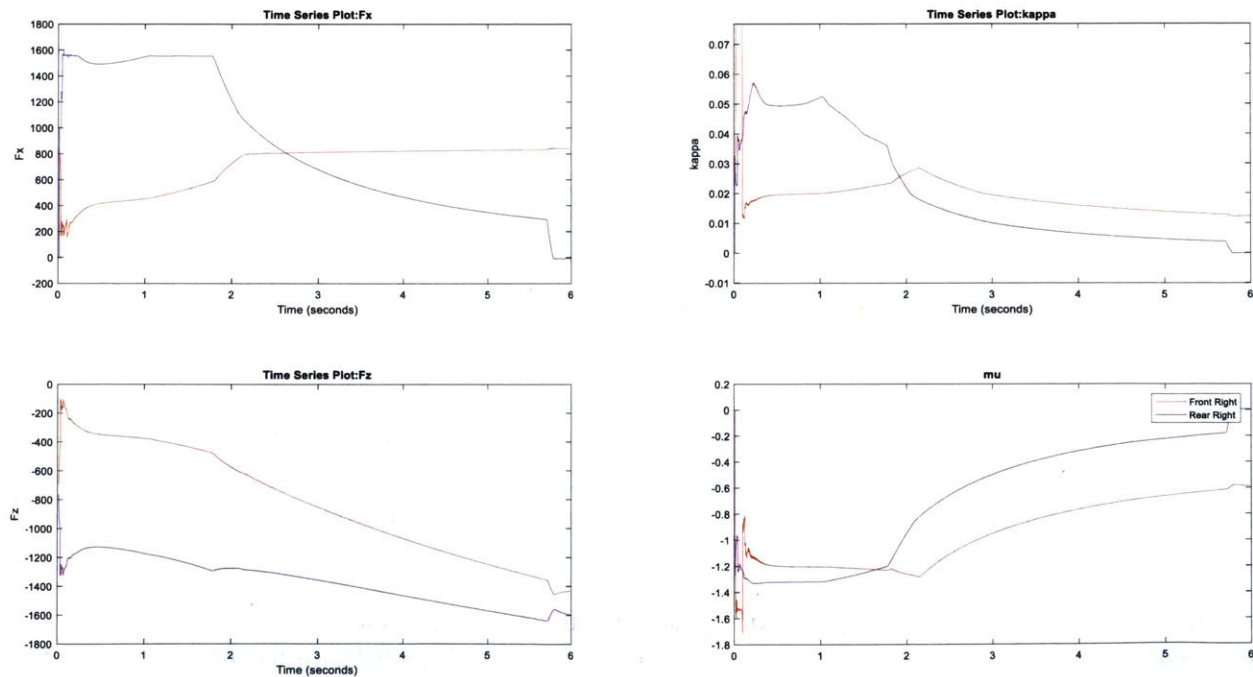 Time Series Plot:Fx
1800
1600
1400
1200
1000
800
600
400
200
0
-200
Fx
0 1 2 3 4 5 6
Time (seconds)
Time Series Plot:kappa
0.07
0.06
0.05
0.04
0.03
0.02
0.01
0
-0.01
kappa
0 1 2 3 4 5 6
Time (seconds)
Time Series Plot:Fz
0
-200
-400
-600
-800
-1000
-1200
-1400
-1600
-1800
Fz
0 1 2 3 4 5 6
Time (seconds)
mu
0.2
0
-0.2
-0.4
-0.6
-0.8
-1
-1.2
-1.4
-1.6
-1.8
Front Right
Rear Right
0 1 2 3 4 5 6